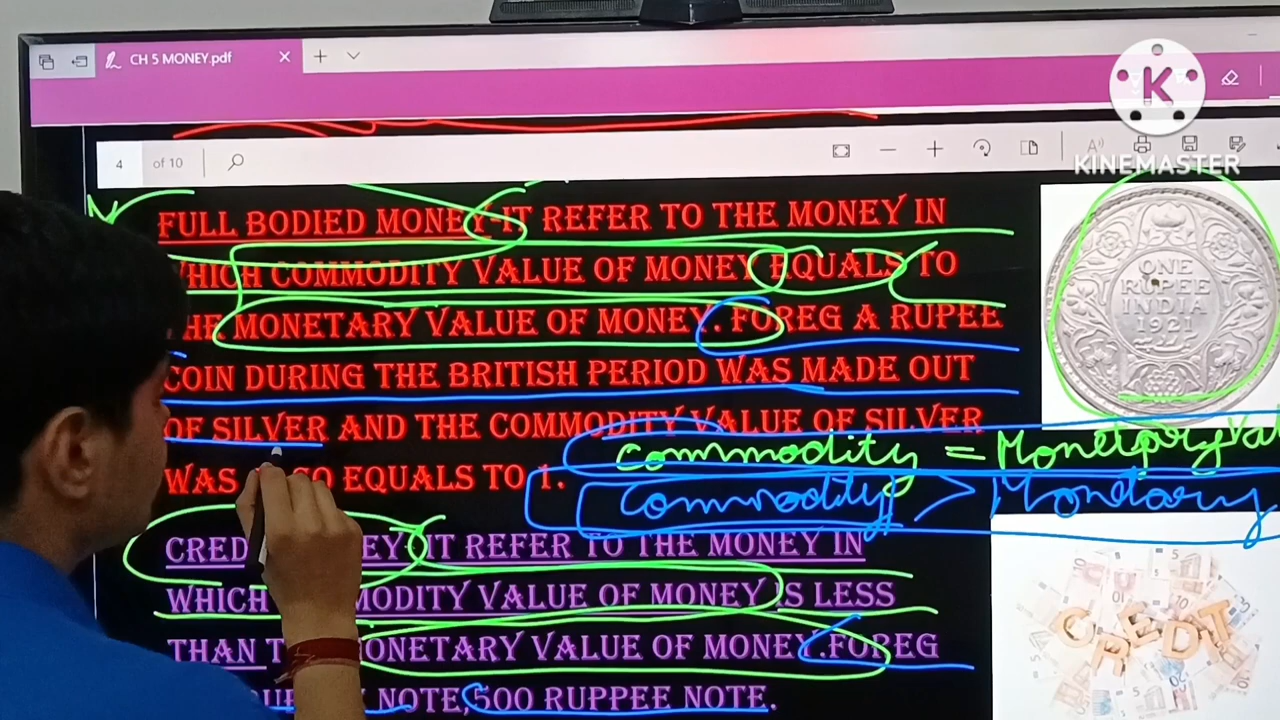 CH 5 MONEY.pdf
4 of 10
KINEMASTER
FULL BODIED MONEY-IT REFER TO THE MONEY IN
WHICH COMMODITY VALUE OF MONEY EQUALS TO
THE MONETARY VALUE OF MONEY. FOREG A RUPEE
COIN DURING THE BRITISH PERIOD WAS MADE OUT
OF SILVER AND THE COMMODITY VALUE OF SILVER
WAS EQUALS TO 1.
ONE
RUPEE
INDIA
1921
commodity = Monetary
Commodity > Monetary
IT REFER TO THE MONEY IN
WHICH VALUE OF MONEY IS LESS
THAN VALUE OF MONEY.FOREG
NOTE,500 RUPPEE NOTE.
CREDIT